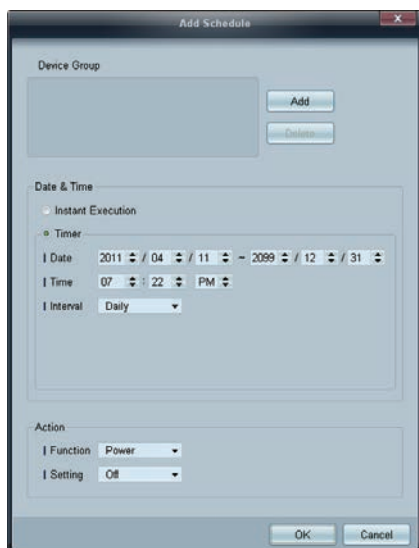 Add Schedule
Device Group
Add
Delete
Date & Time
Instant Execution
Timer
Date 2011 / 04 / 11 ~ 2099 / 12 / 31
Time 07 : 22 PM
Interval Daily
Action
Function Power
Setting Off
OK Cancel